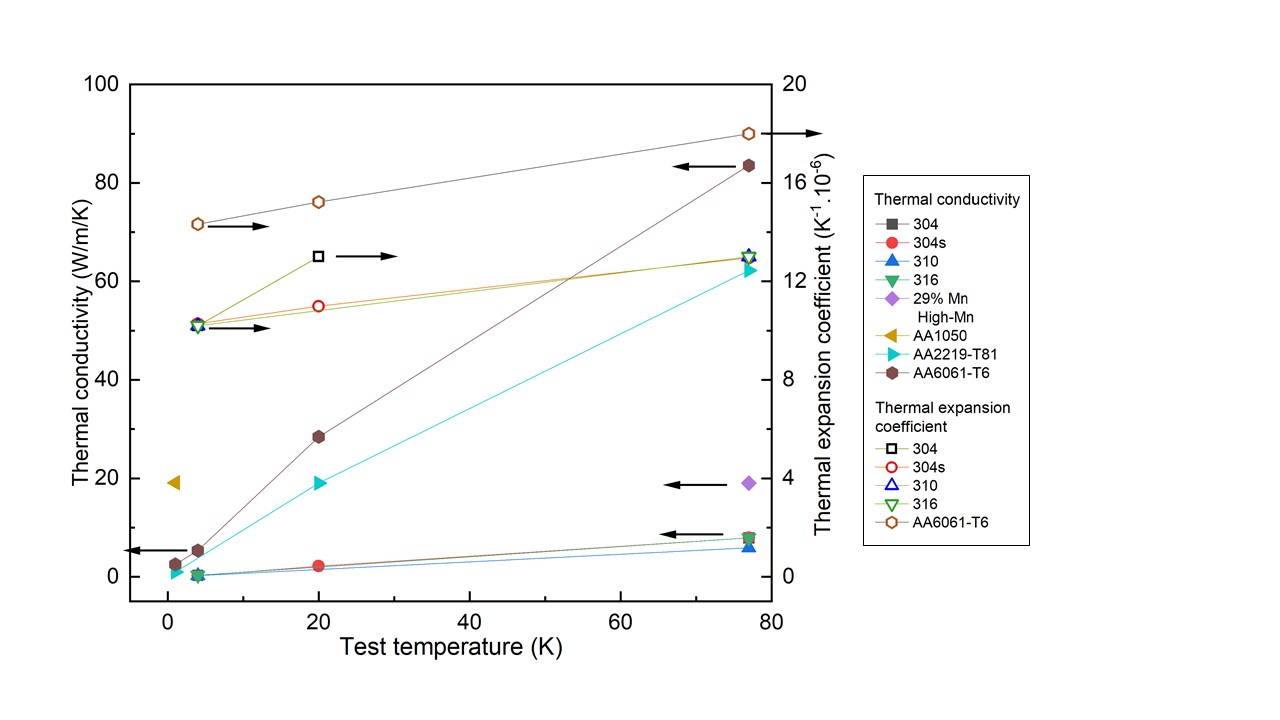 100
80
60
40
20
0
Thermal conductivity (W/m/K)
0
20
40
60
80
Test temperature (K)
20
16
12
8
4
0
Thermal expansion coefficient (K⁻¹.10⁻⁶)
Thermal conductivity
304
304s
310
316
29% Mn
High-Mn
AA1050
AA2219-T81
AA6061-T6
Thermal expansion
coefficient
304
304s
310
316
AA6061-T6